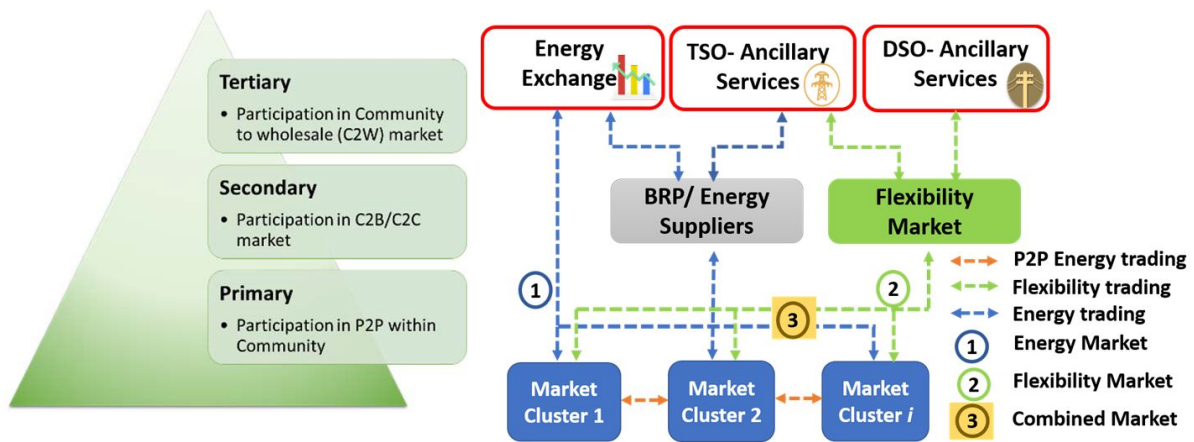 Tertiary
• Participation in Community
to wholesale (C2W) market
Secondary
• Participation in C2B/C2C
market
Primary
• Participation in P2P within
Community
Energy
Exchange
TSO- Ancillary
Services
DSO- Ancillary
Services
BRP/ Energy
Suppliers
Flexibility
Market
1
2
3
Market
Cluster 1
Market
Cluster 2
Market
Cluster i
P2P Energy trading
Flexibility trading
Energy trading
1 Energy Market
2 Flexibility Market
3 Combined Market